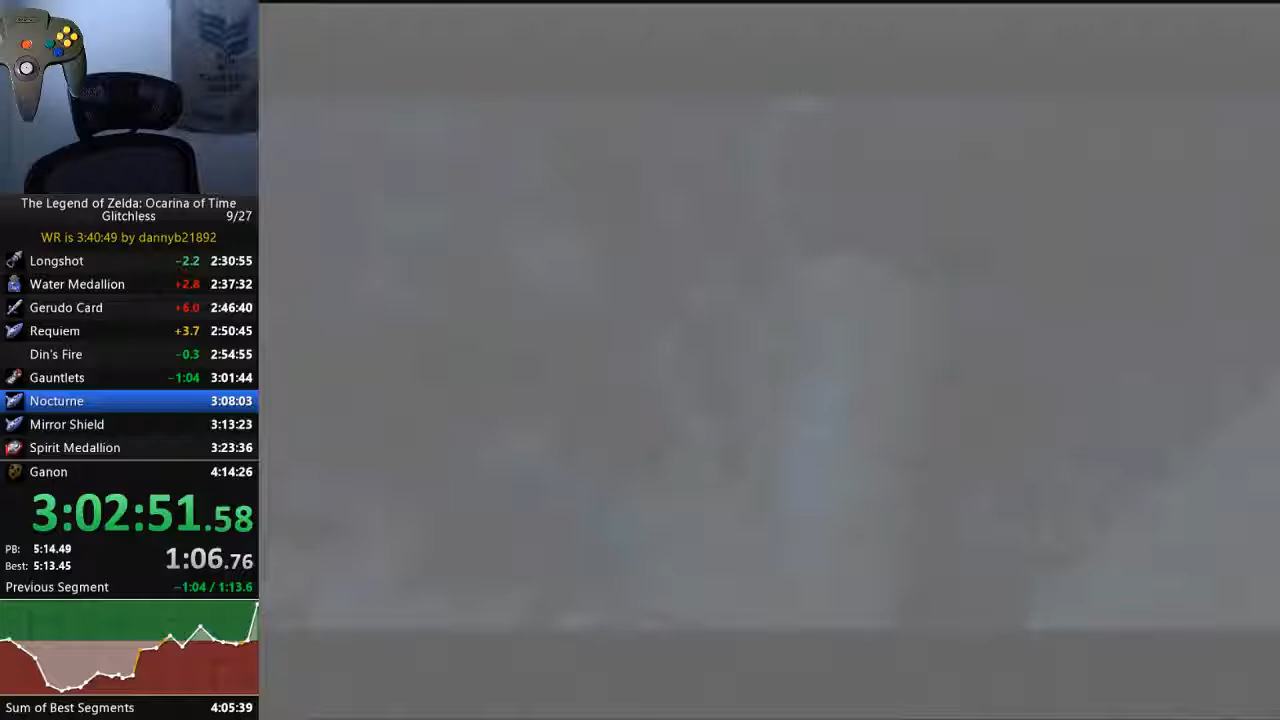 The Legend of Zelda: Ocarina of Time
Glitchless 9/27
WR is 3:40:49 by dannyb21892
Longshot −2.2 2:30:55
Water Medallion +2.8 2:37:32
Gerudo Card +6.0 2:46:40
Requiem +3.7 2:50:45
Din's Fire −0.3 2:54:55
Gauntlets −1:04 3:01:44
Nocturne 3:08:03
Mirror Shield 3:13:23
Spirit Medallion 3:23:36
Ganon 4:14:26
3:02:51.58
PB: 5:14.49
Best: 5:13.45
1:06.76
Previous Segment −1:04 / 1:13.6
Sum of Best Segments 4:05:39